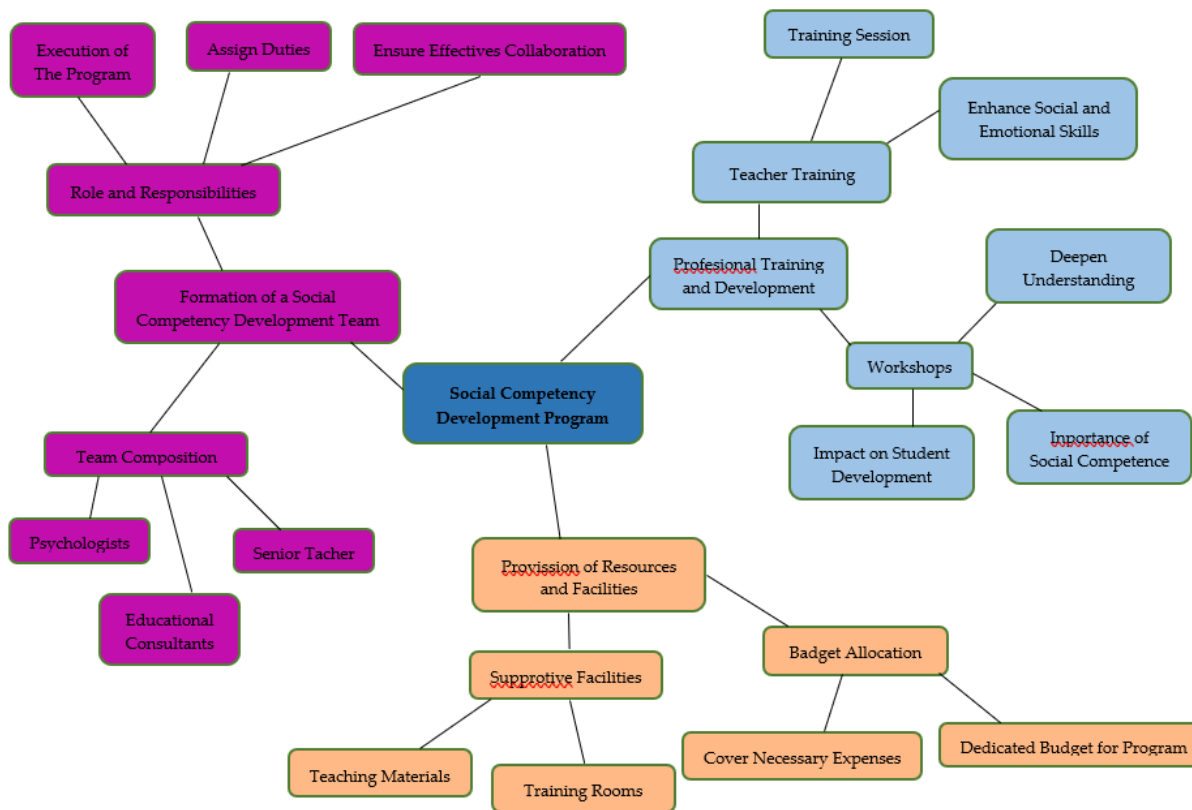 Execution of
The Program
Assign Duties
Ensure Effectives Collaboration
Role and Responsibilities
Formation of a Social
Competency Development Team
Team Composition
Psychologists
Educational
Consultants
Senior Tacher
Social Competency
Development Program
Training Session
Enhance Social and
Emotional Skills
Teacher Training
Profesional Training
and Development
Deepen
Understanding
Workshops
Impact on Student
Development
Inportance of
Social Competence
Provission of Resources
and Facilities
Supprotive Facilities
Teaching Materials
Training Rooms
Budget Allocation
Cover Necessary Expenses
Dedicated Budget for Program